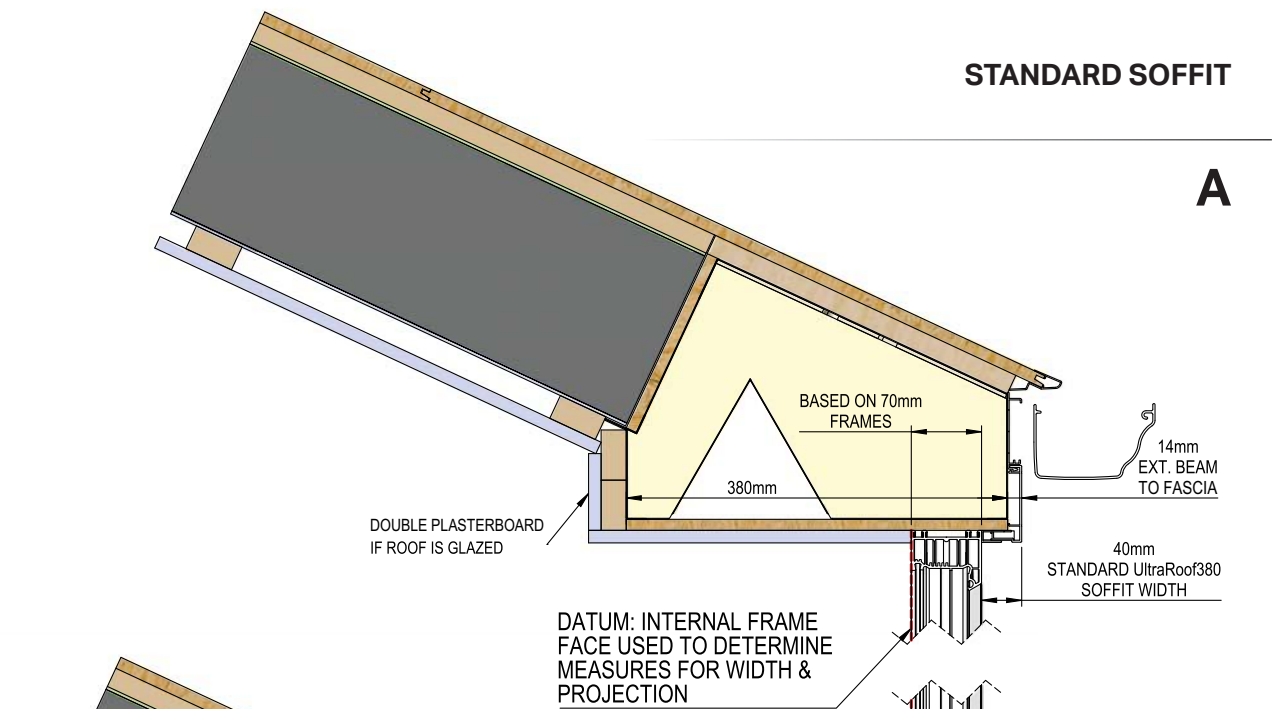 STANDARD SOFFIT
A
BASED ON 70mm
FRAMES
14mm
EXT. BEAM
TO FASCIA
380mm
DOUBLE PLASTERBOARD
IF ROOF IS GLAZED
40mm
STANDARD UltraRoof380
SOFFIT WIDTH
DATUM: INTERNAL FRAME
FACE USED TO DETERMINE
MEASURES FOR WIDTH &
PROJECTION